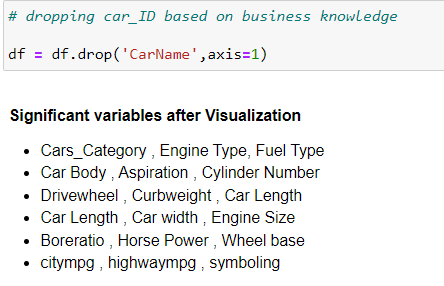 # dropping car_ID based on business knowledge
df = df.drop('CarName',axis=1)
Significant variables after Visualization
• Cars_Category , Engine Type, Fuel Type
• Car Body , Aspiration , Cylinder Number
• Drivewheel , Curbweight , Car Length
• Car Length , Car width , Engine Size
• Boreratio , Horse Power , Wheel base
• citympg , highwaympg , symboling